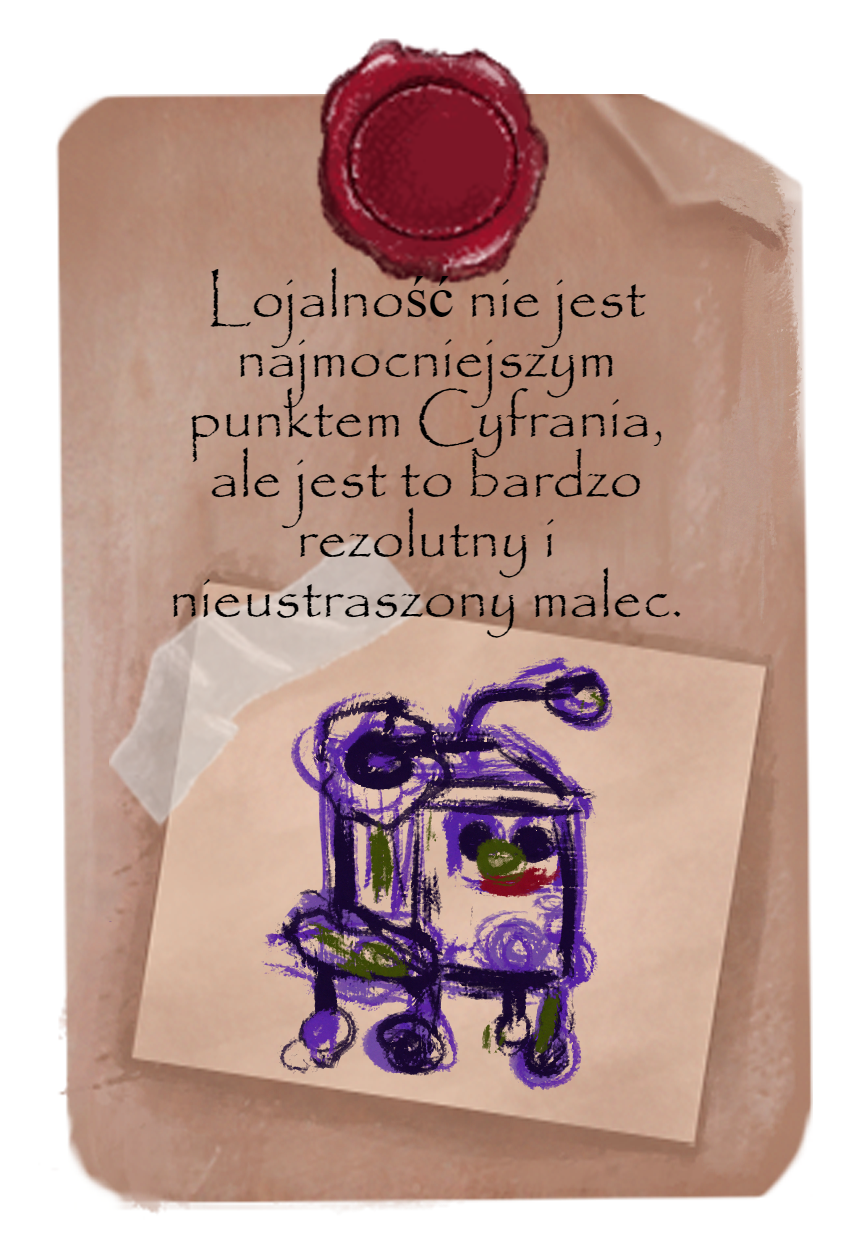 Lojalność nie jest
najmocniejszym
punktem Cyfrania,
ale jest to bardzo
rezolutny i
nieustraszony malec.